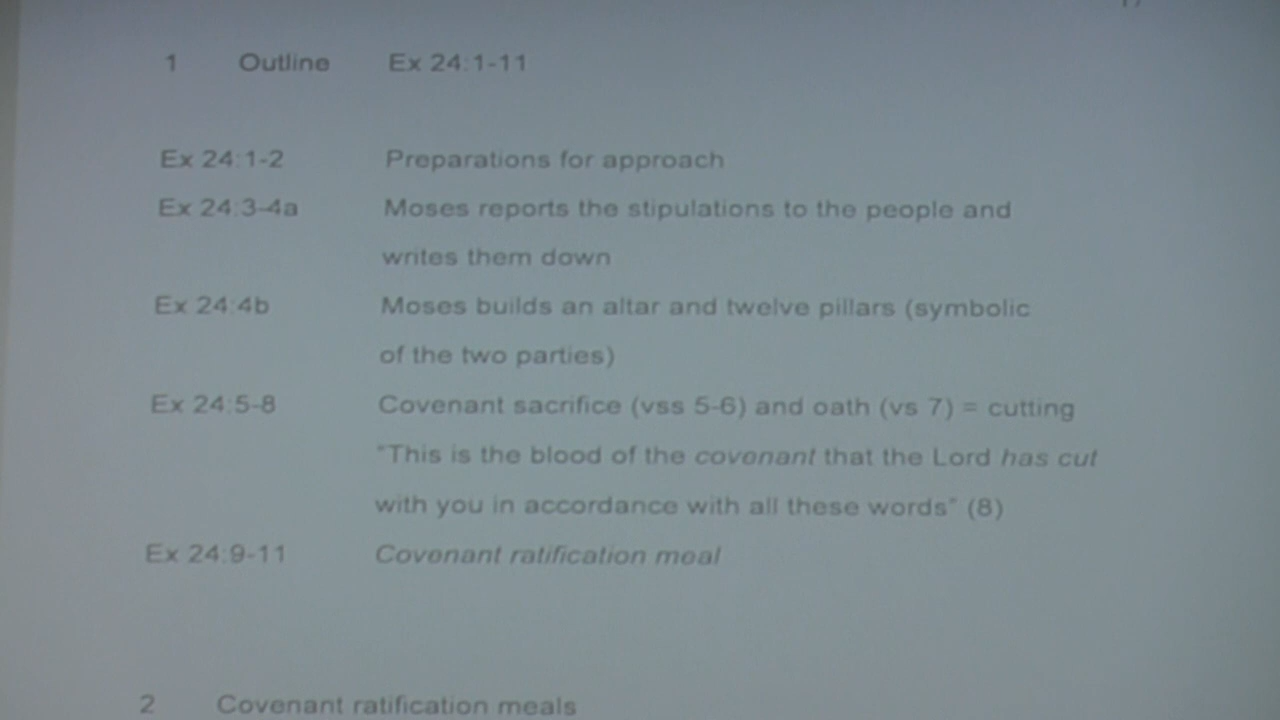 1 Outline Ex 24:1-11
Ex 24:1-2 Preparations for approach
Ex 24:3-4a Moses reports the stipulations to the people and
writes them down
Ex 24:4b Moses builds an altar and twelve pillars (symbolic
of the two parties)
Ex 24:5-8 Covenant sacrifice (vss 5-6) and oath (vs 7) = cutting
"This is the blood of the covenant that the Lord has cut
with you in accordance with all these words" (8)
Ex 24:9-11 Covenant ratification meal
2 Covenant ratification meals